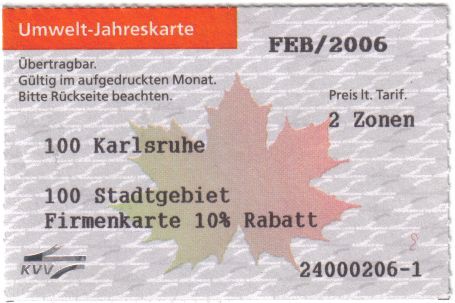 Umwelt-Jahreskarte
FEB/2006
Übertragbar.
Gültig im aufgedruckten Monat.
Bitte Rückseite beachten.
Preis lt. Tarif.
2 Zonen
100 Karlsruhe
100 Stadtgebiet
Firmenkarte 10% Rabatt
KVV
24000206-1